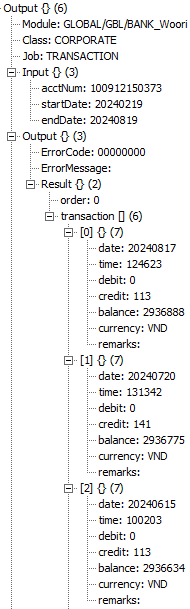 Output {} (6)
Module: GLOBAL/GBL/BANK_Woori
Class: CORPORATE
Job: TRANSACTION
Input {} (3)
acctNum: 100912150373
startDate: 20240219
endDate: 20240819
Output {} (3)
ErrorCode: 00000000
ErrorMessage:
Result {} (2)
order: 0
transaction [] (6)
[0] {} (7)
date: 20240817
time: 124623
debit: 0
credit: 113
balance: 2936888
currency: VND
remarks:
[1] {} (7)
date: 20240720
time: 131342
debit: 0
credit: 141
balance: 2936775
currency: VND
remarks:
[2] {} (7)
date: 20240615
time: 100203
debit: 0
credit: 113
balance: 2936634
currency: VND
remarks: